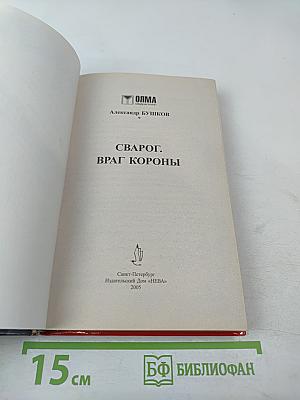 ОЛМА
Александр БУШКОВ
СВАРОГ.
ВРАГ КОРОНЫ
Санкт-Петербург
Издательский Дом «НЕВА»
2005
15 см
БФ БИБЛИОФАН